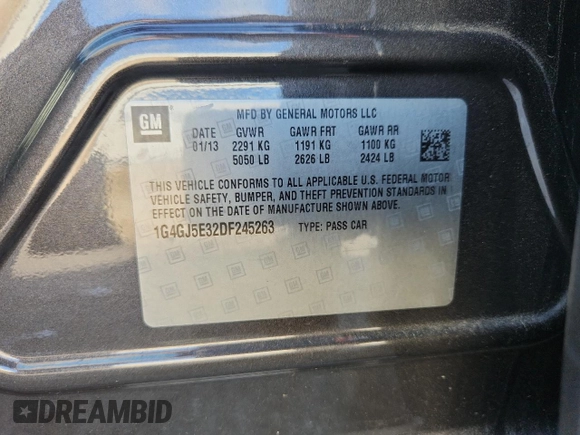 GM
MFD BY GENERAL MOTORS LLC
DATE GVWR GAWR FRT GAWR RR
01/13 2291 KG 1191 KG 1100 KG
5050 LB 2626 LB 2424 LB
THIS VEHICLE CONFORMS TO ALL APPLICABLE U.S. FEDERAL MOTOR
VEHICLE SAFETY, BUMPER, AND THEFT PREVENTION STANDARDS IN
EFFECT ON THE DATE OF MANUFACTURE SHOWN ABOVE.
1G4GJ5E32DF245263 TYPE: PASS CAR
DREAMBID